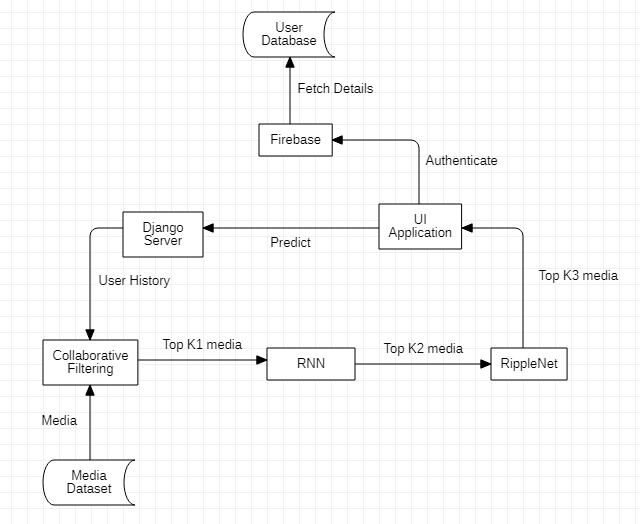 User
Database
Fetch Details
Firebase
Authenticate
UI
Application
Django
Server
Predict
User History
Top K3 media
Collaborative
Filtering
Top K1 media
RNN
Top K2 media
RippleNet
Media
Media
Dataset